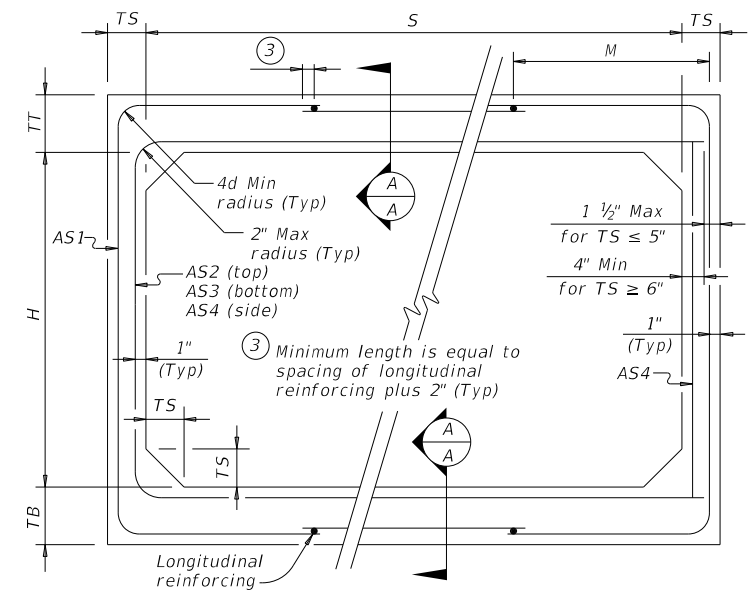 TS
S
TS
3
M
TT
A
A
4d Min
radius (Typ)
2" Max
radius (Typ)
AS1
AS2 (top)
AS3 (bottom)
AS4 (side)
1 ½" Max
for TS ≤ 5"
4" Min
for TS ≥ 6"
H
1"
(Typ)
3
Minimum length is equal to
spacing of longitudinal
reinforcing plus 2" (Typ)
1"
(Typ)
AS4
TS
TS
A
A
TB
Longitudinal
reinforcing